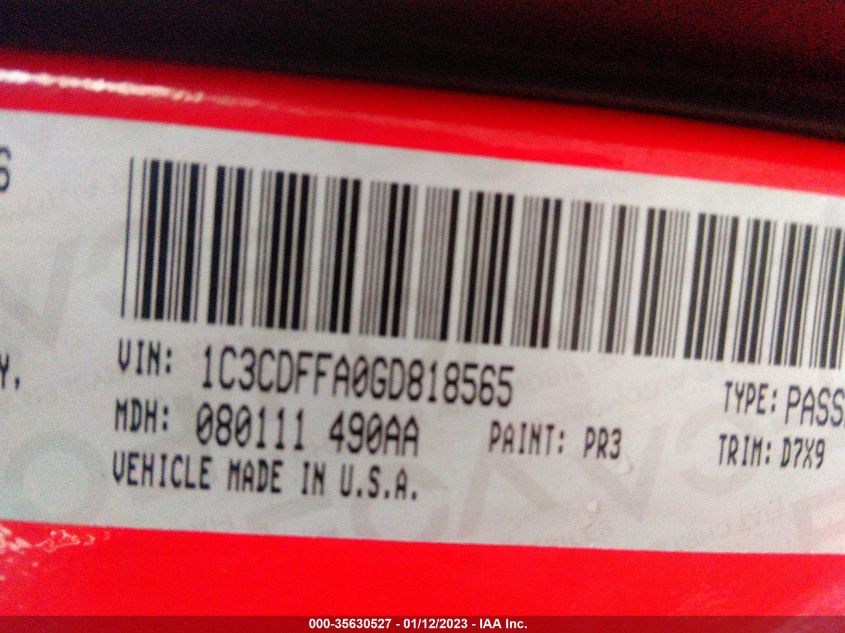 VIN: 1C3CDFFA0GD818565
TYPE: PASS
MDH: 080111 490AA
PAINT: PR3
TRIM: D7X9
VEHICLE MADE IN U.S.A.
000-35630527 - 01/12/2023 - IAA Inc.